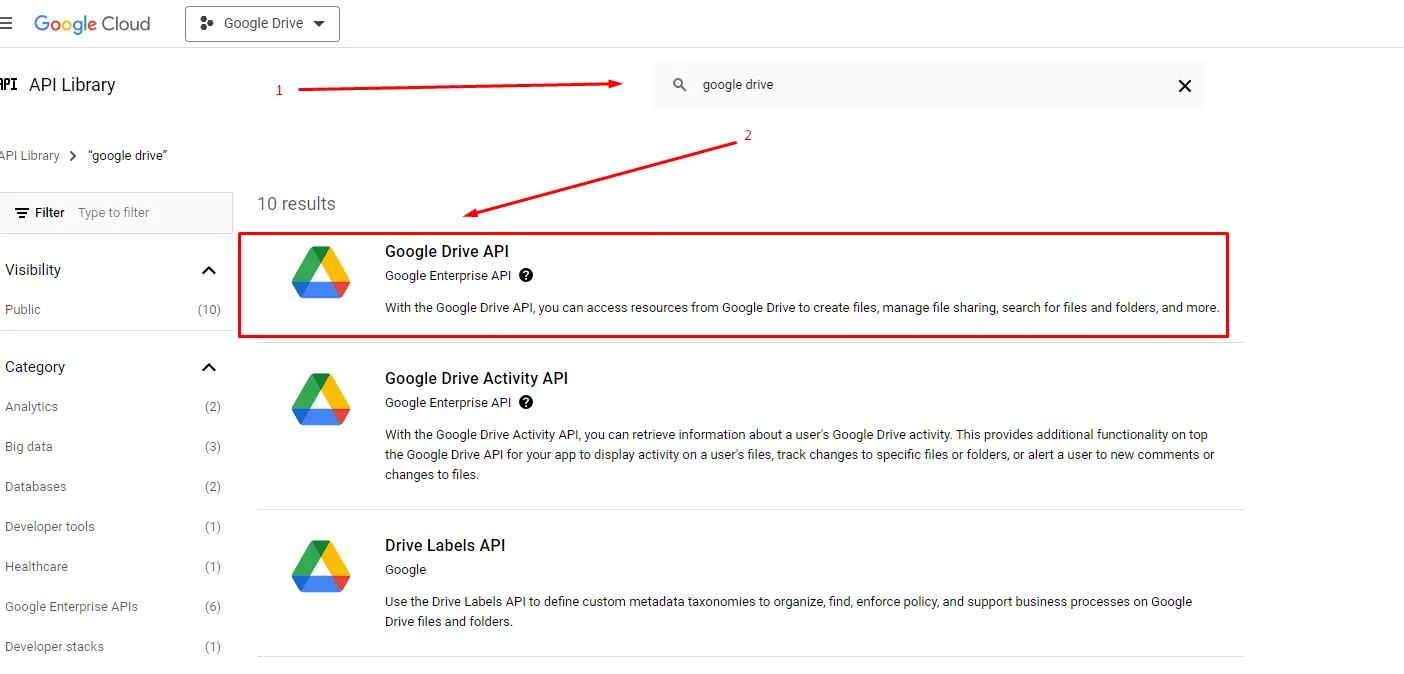 Google Cloud
Google Drive
API API Library
1
google drive
2
API Library
“google drive”
Filter Type to filter
Visibility
Public (10)
Category
Analytics (2)
Big data (3)
Databases (2)
Developer tools (1)
Healthcare (1)
Google Enterprise APIs (6)
Developer stacks (1)
10 results
Google Drive API
Google Enterprise API ?
With the Google Drive API, you can access resources from Google Drive to create files, manage file sharing, search for files and folders, and more.
Google Drive Activity API
Google Enterprise API ?
With the Google Drive Activity API, you can retrieve information about a user's Google Drive activity. This provides additional functionality on top
the Google Drive API for your app to display activity on a user's files, track changes to specific files or folders, or alert a user to new comments or
changes to files.
Drive Labels API
Google
Use the Drive Labels API to define custom metadata taxonomies to organize, find, enforce policy, and support business processes on Google
Drive files and folders.